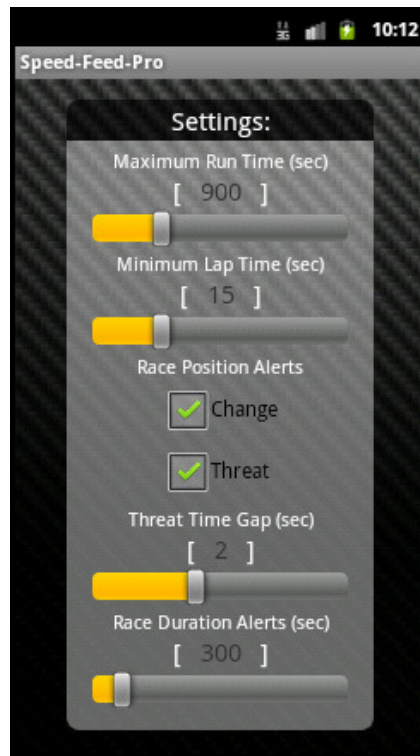 3G 10:12
Speed-Feed-Pro
Settings:
Maximum Run Time (sec)
[ 900 ]
Minimum Lap Time (sec)
[ 15 ]
Race Position Alerts
Change
Threat
Threat Time Gap (sec)
[ 2 ]
Race Duration Alerts (sec)
[ 300 ]